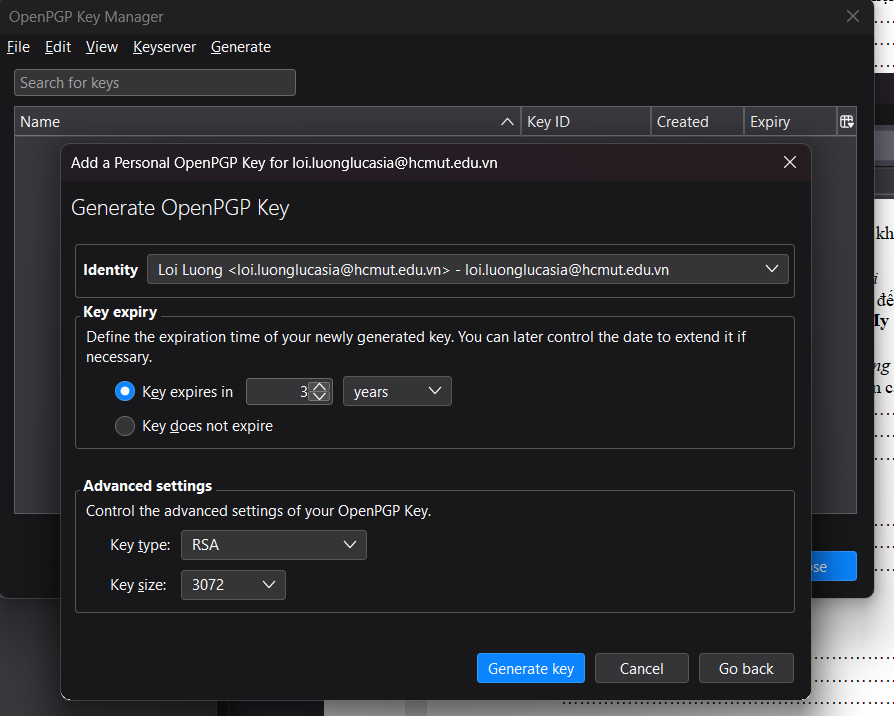 OpenPGP Key Manager
File Edit View Keyserver Generate
Search for keys
Name Key ID Created Expiry
Add a Personal OpenPGP Key for loi.luonglucasia@hcmut.edu.vn
Generate OpenPGP Key
Identity Loi Luong <loi.luonglucasia@hcmut.edu.vn> - loi.luonglucasia@hcmut.edu.vn
Key expiry
Define the expiration time of your newly generated key. You can later control the date to extend it if
necessary.
Key expires in 3 years
Key does not expire
Advanced settings
Control the advanced settings of your OpenPGP Key.
Key type: RSA
Key size: 3072
Generate key Cancel Go back